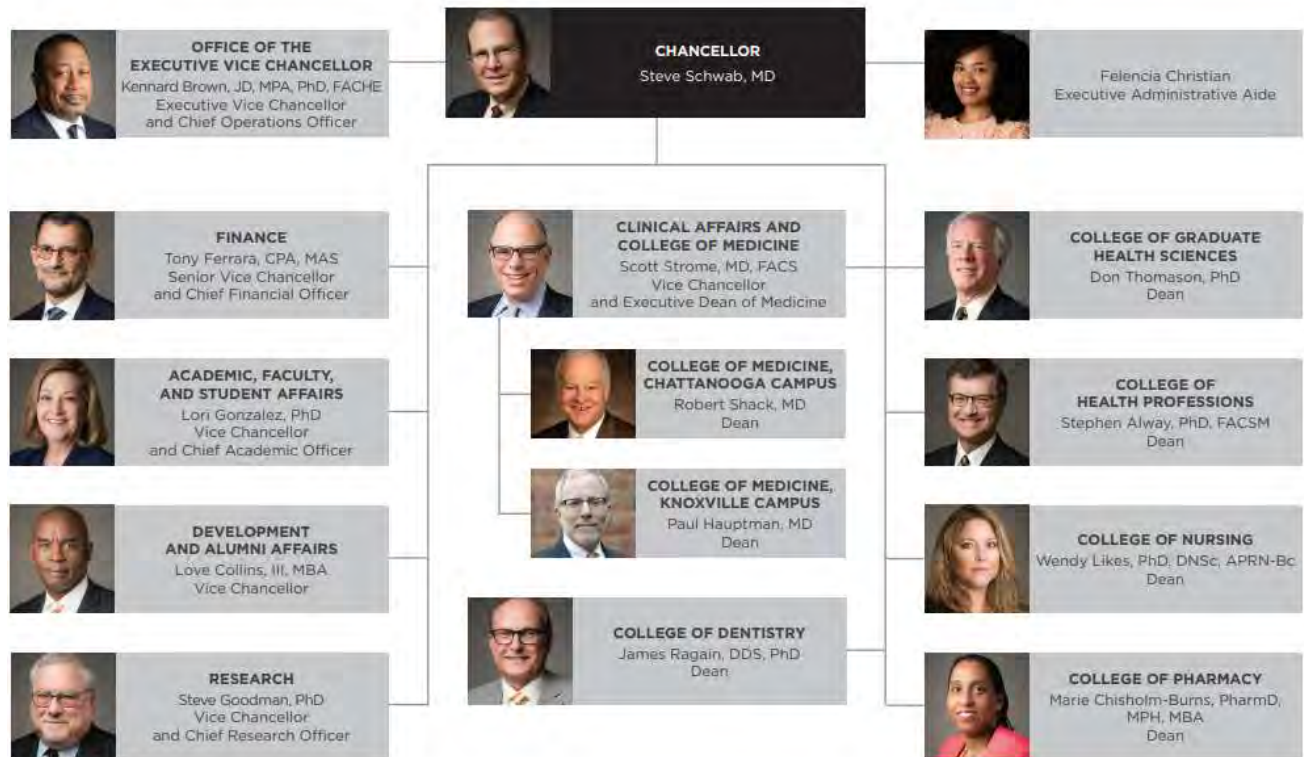 OFFICE OF THE
EXECUTIVE VICE CHANCELLOR
Kennard Brown, JD, MPA, PhD, FACHE
Executive Vice Chancellor
and Chief Operations Officer
CHANCELLOR
Steve Schwab, MD
Felencia Christian
Executive Administrative Aide
FINANCE
Tony Ferrara, CPA, MAS
Senior Vice Chancellor
and Chief Financial Officer
CLINICAL AFFAIRS AND
COLLEGE OF MEDICINE
Scott Strome, MD, FACS
Vice Chancellor
and Executive Dean of Medicine
COLLEGE OF GRADUATE
HEALTH SCIENCES
Don Thomason, PhD
Dean
ACADEMIC, FACULTY,
AND STUDENT AFFAIRS
Lori Gonzalez, PhD
Vice Chancellor
and Chief Academic Officer
COLLEGE OF MEDICINE,
CHATTANOOGA CAMPUS
Robert Shack, MD
Dean
COLLEGE OF
HEALTH PROFESSIONS
Stephen Alway, PhD, FACSM
Dean
COLLEGE OF MEDICINE,
KNOXVILLE CAMPUS
Paul Hauptman, MD
Dean
DEVELOPMENT
AND ALUMNI AFFAIRS
Love Collins, III, MBA
Vice Chancellor
COLLEGE OF NURSING
Wendy Likes, PhD, DNSc, APRN-Bc
Dean
COLLEGE OF DENTISTRY
James Ragain, DDS, PhD
Dean
RESEARCH
Steve Goodman, PhD
Vice Chancellor
and Chief Research Officer
COLLEGE OF PHARMACY
Marie Chisholm-Burns, PharmD,
MPH, MBA
Dean